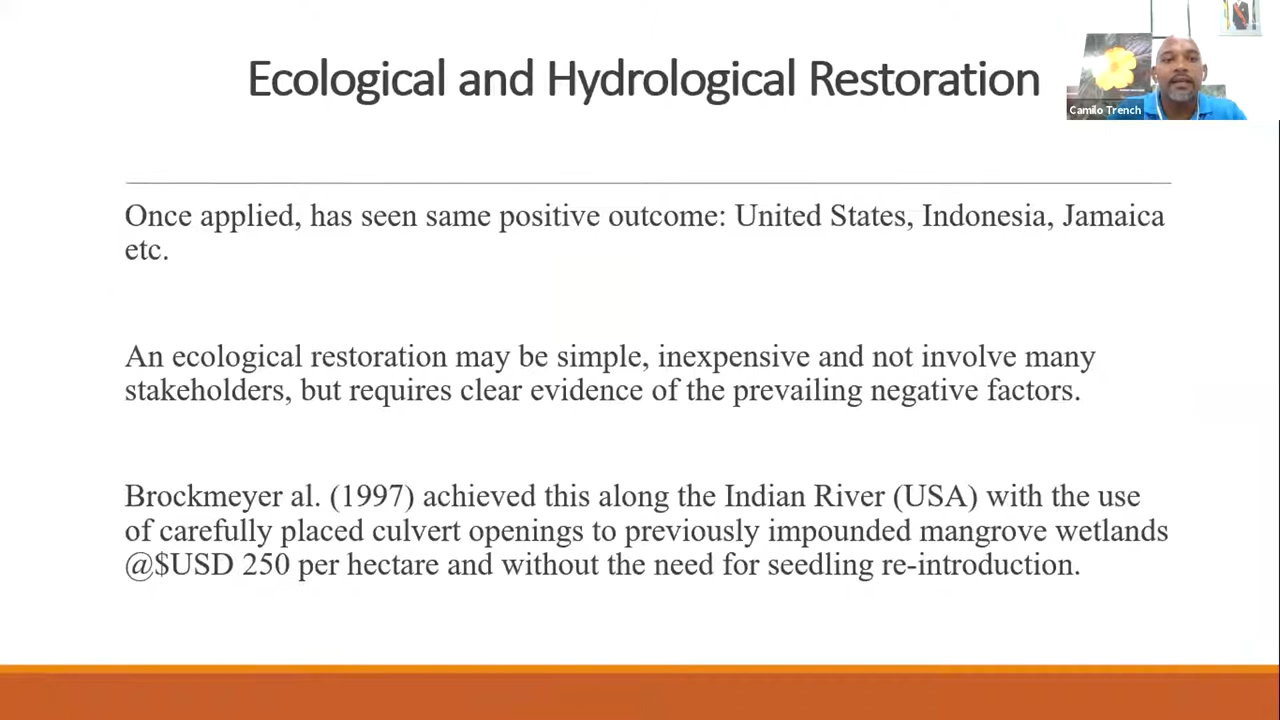 Ecological and Hydrological Restoration
Camilo Trench
Once applied, has seen same positive outcome: United States, Indonesia, Jamaica
etc.
An ecological restoration may be simple, inexpensive and not involve many
stakeholders, but requires clear evidence of the prevailing negative factors.
Brockmeyer al. (1997) achieved this along the Indian River (USA) with the use
of carefully placed culvert openings to previously impounded mangrove wetlands
@$USD 250 per hectare and without the need for seedling re-introduction.